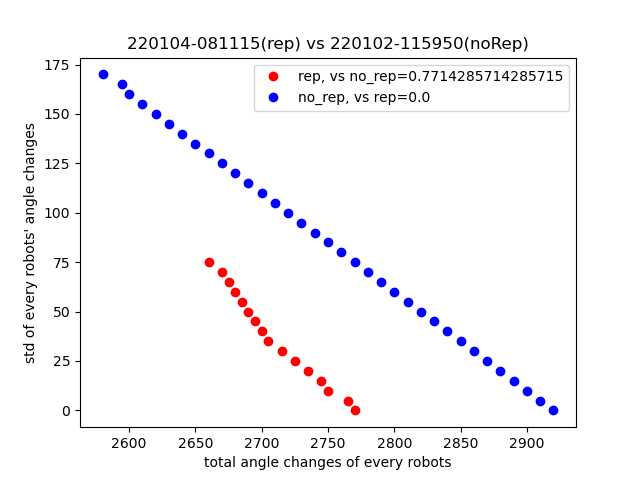 220104-081115(rep) vs 220102-115950(noRep)
rep, vs no_rep=0.7714285714285715
no_rep, vs rep=0.0
std of every robots' angle changes
175
150
125
100
75
50
25
0
2600 2650 2700 2750 2800 2850 2900
total angle changes of every robots